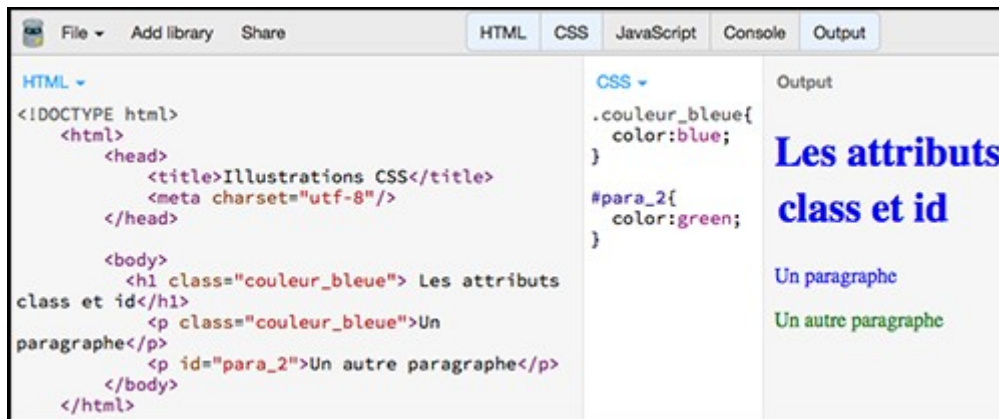 File Add library Share HTML CSS JavaScript Console Output
HTML
<!DOCTYPE html>
<html>
<head>
<title>Illustrations CSS</title>
<meta charset="utf-8"/>
</head>
<body>
<h1 class="couleur_bleue"> Les attributs
class et id</h1>
<p class="couleur_bleue">Un
paragraphe</p>
<p id="para_2">Un autre paragraphe</p>
</body>
</html>
CSS
.couleur_bleue{
color:blue;
}
#para_2{
color:green;
}
Output
Les attributs
class et id
Un paragraphe
Un autre paragraphe